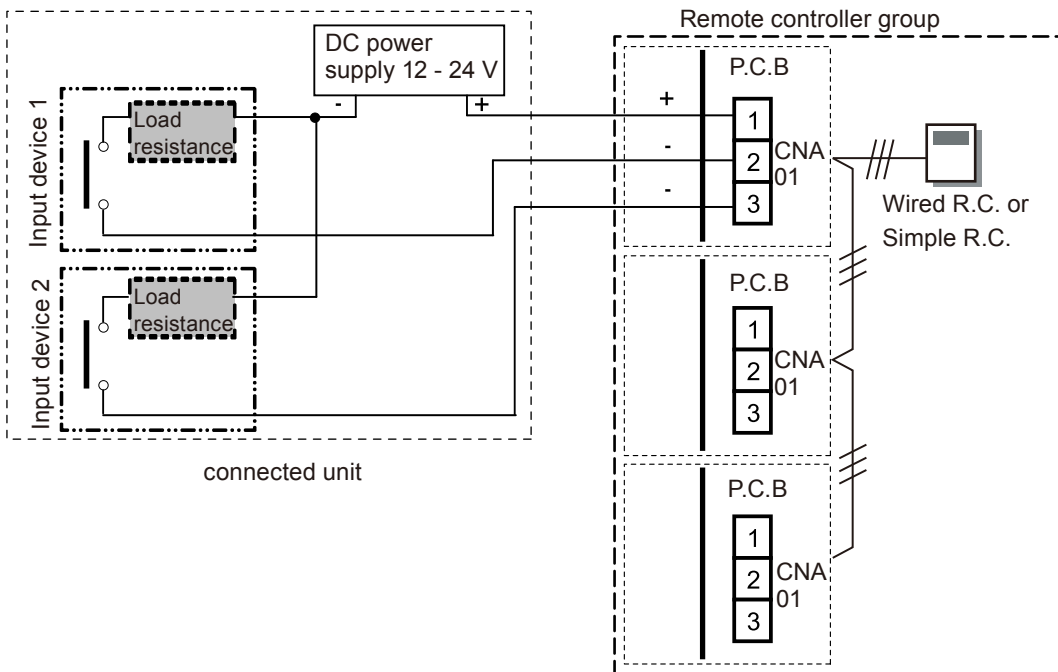 Remote controller group
DC power
supply 12 - 24 V
-
+
Input device 1
Load
resistance
Input device 2
Load
resistance
connected unit
+
-
-
P.C.B
1
2
3
CNA
01
Wired R.C. or
Simple R.C.
P.C.B
1
2
3
CNA
01
P.C.B
1
2
3
CNA
01